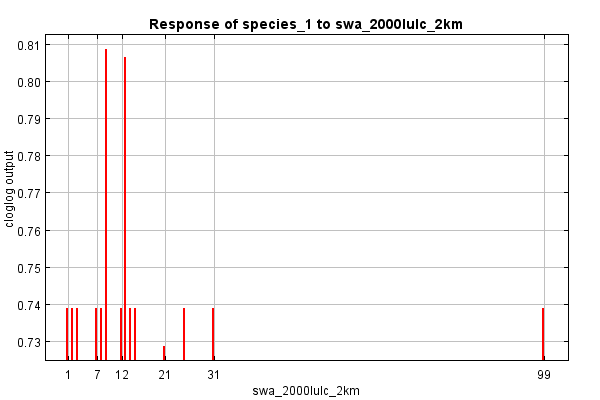 Response of species_1 to swa_2000lulc_2km
0.81
0.80
0.79
0.78
0.77
0.76
0.75
0.74
0.73
cloglog output
1 7 12 21 31 99
swa_2000lulc_2km